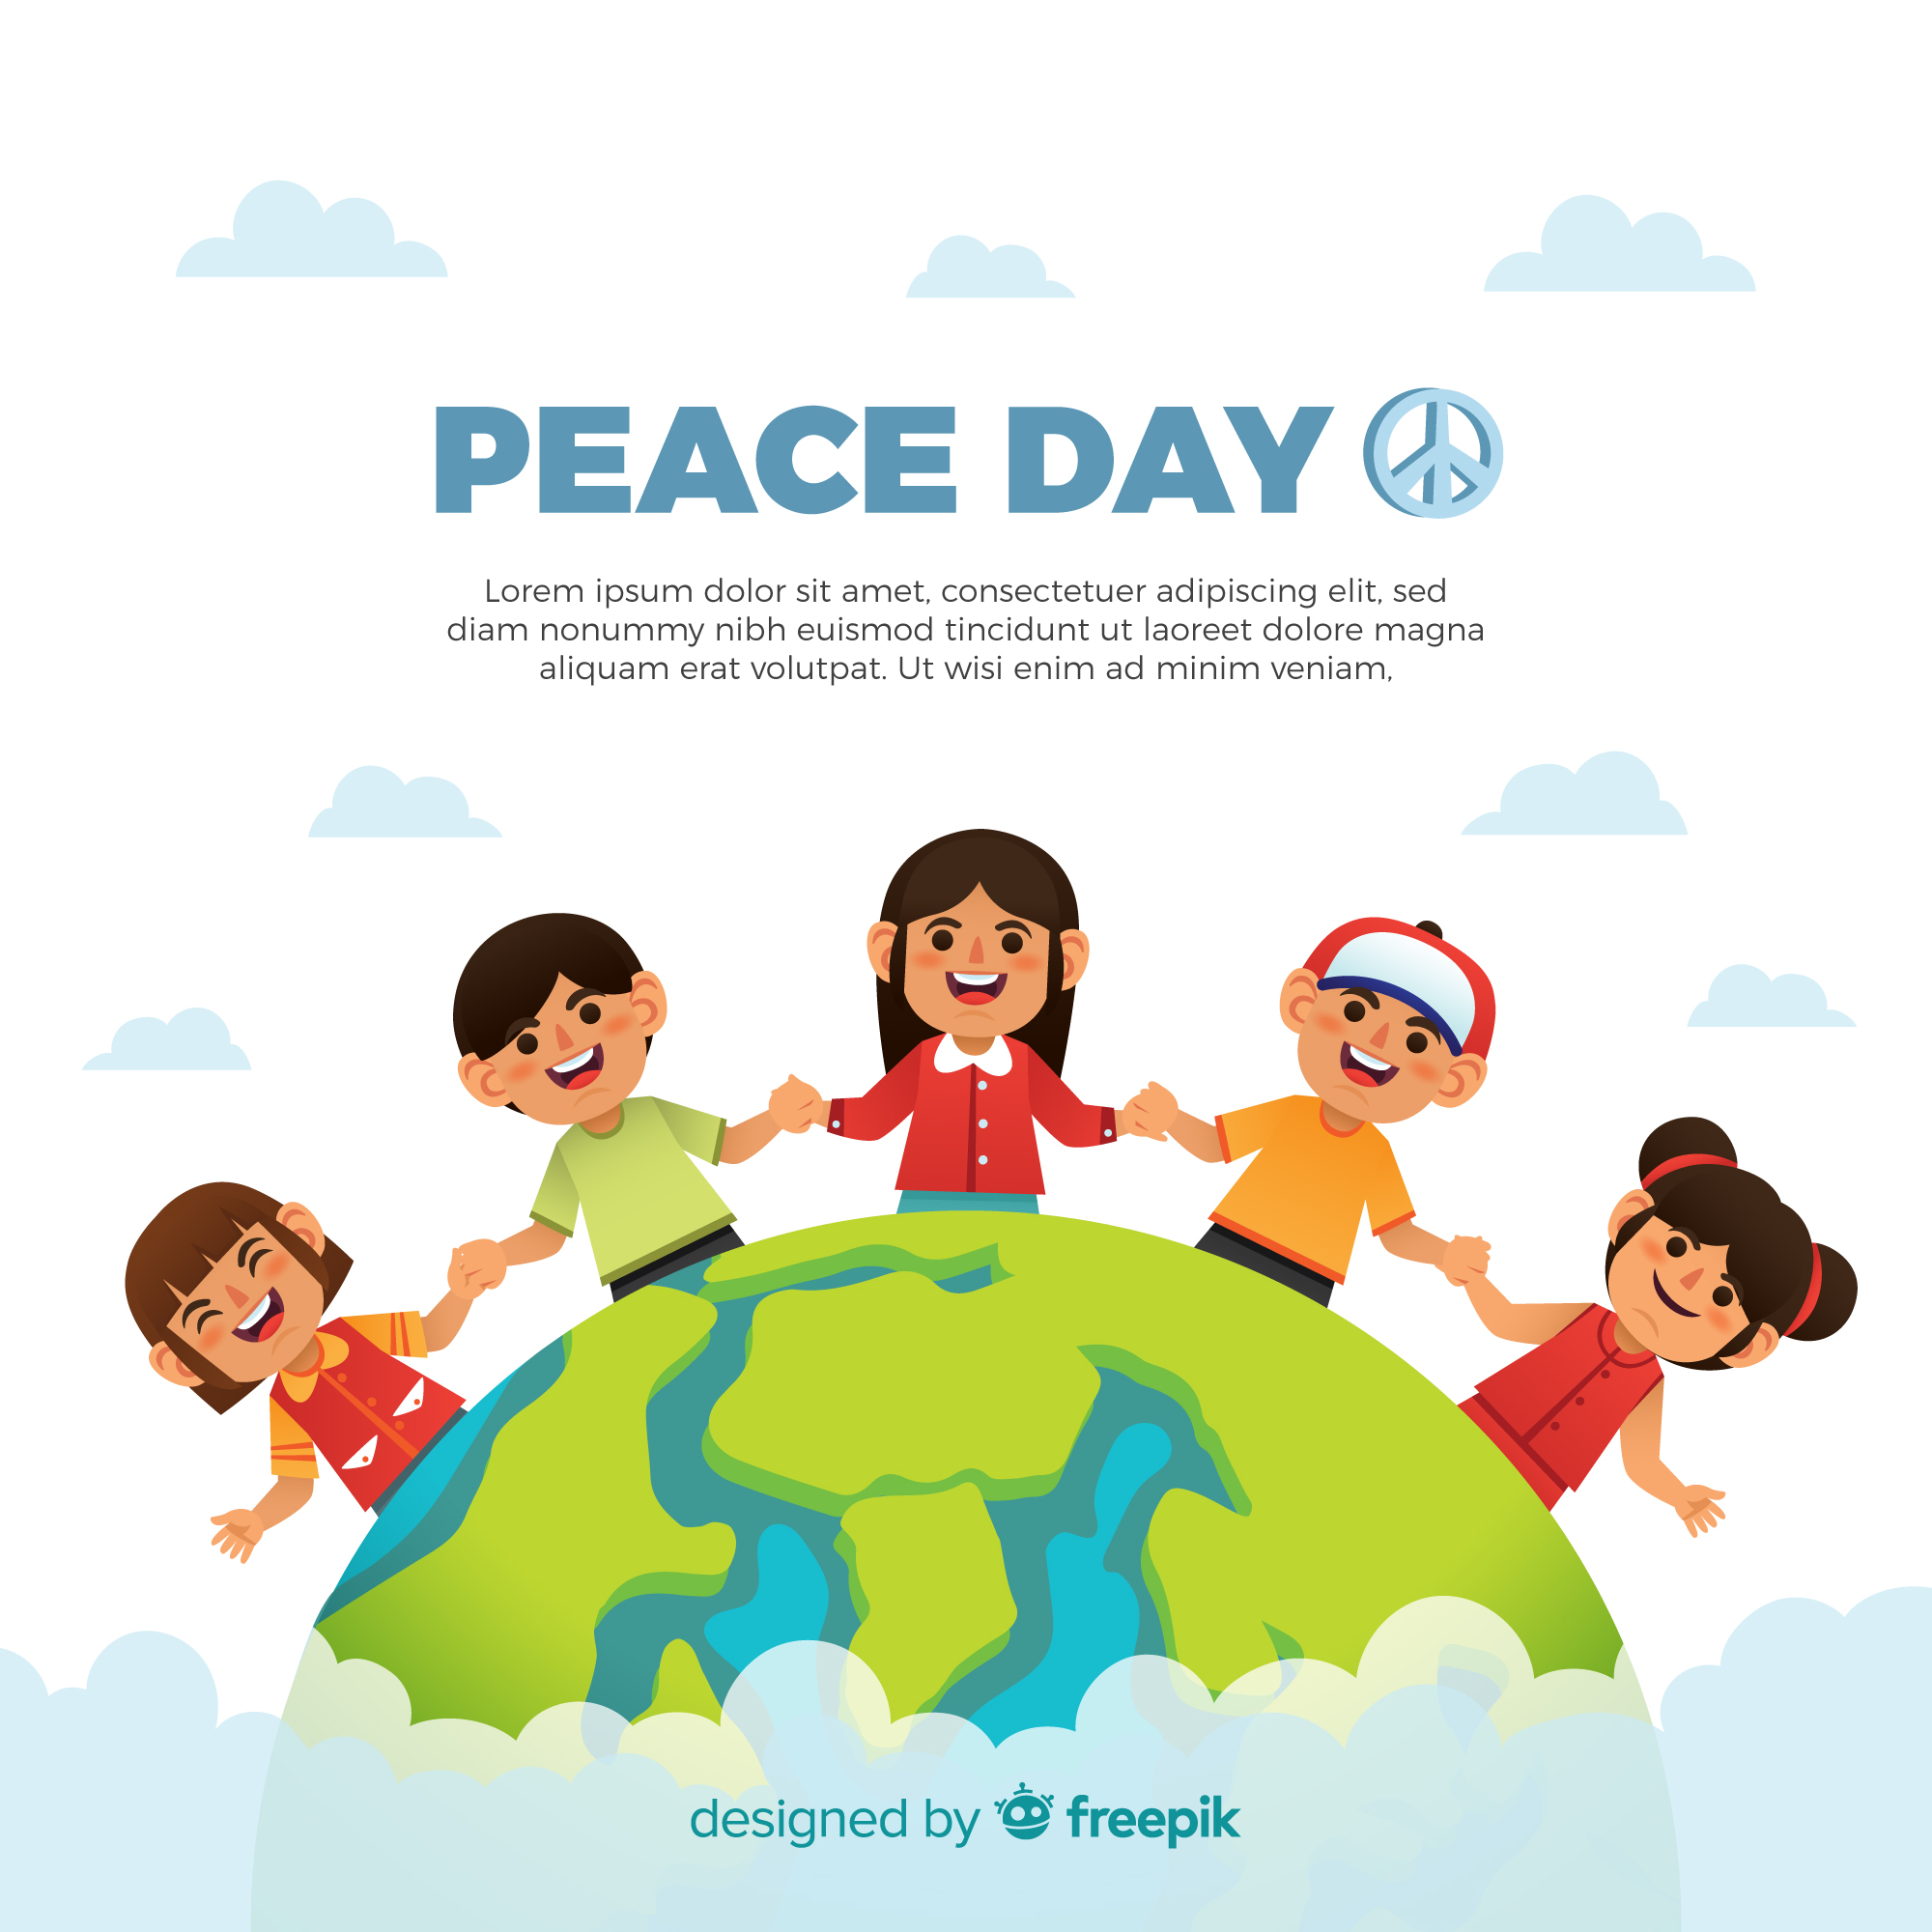 PEACE DAY
Lorem ipsum dolor sit amet, consectetuer adipiscing elit, sed
diam nonummy nibh euismod tincidunt ut laoreet dolore magna
aliquam erat volutpat. Ut wisi enim ad minim veniam,
designed by freepik